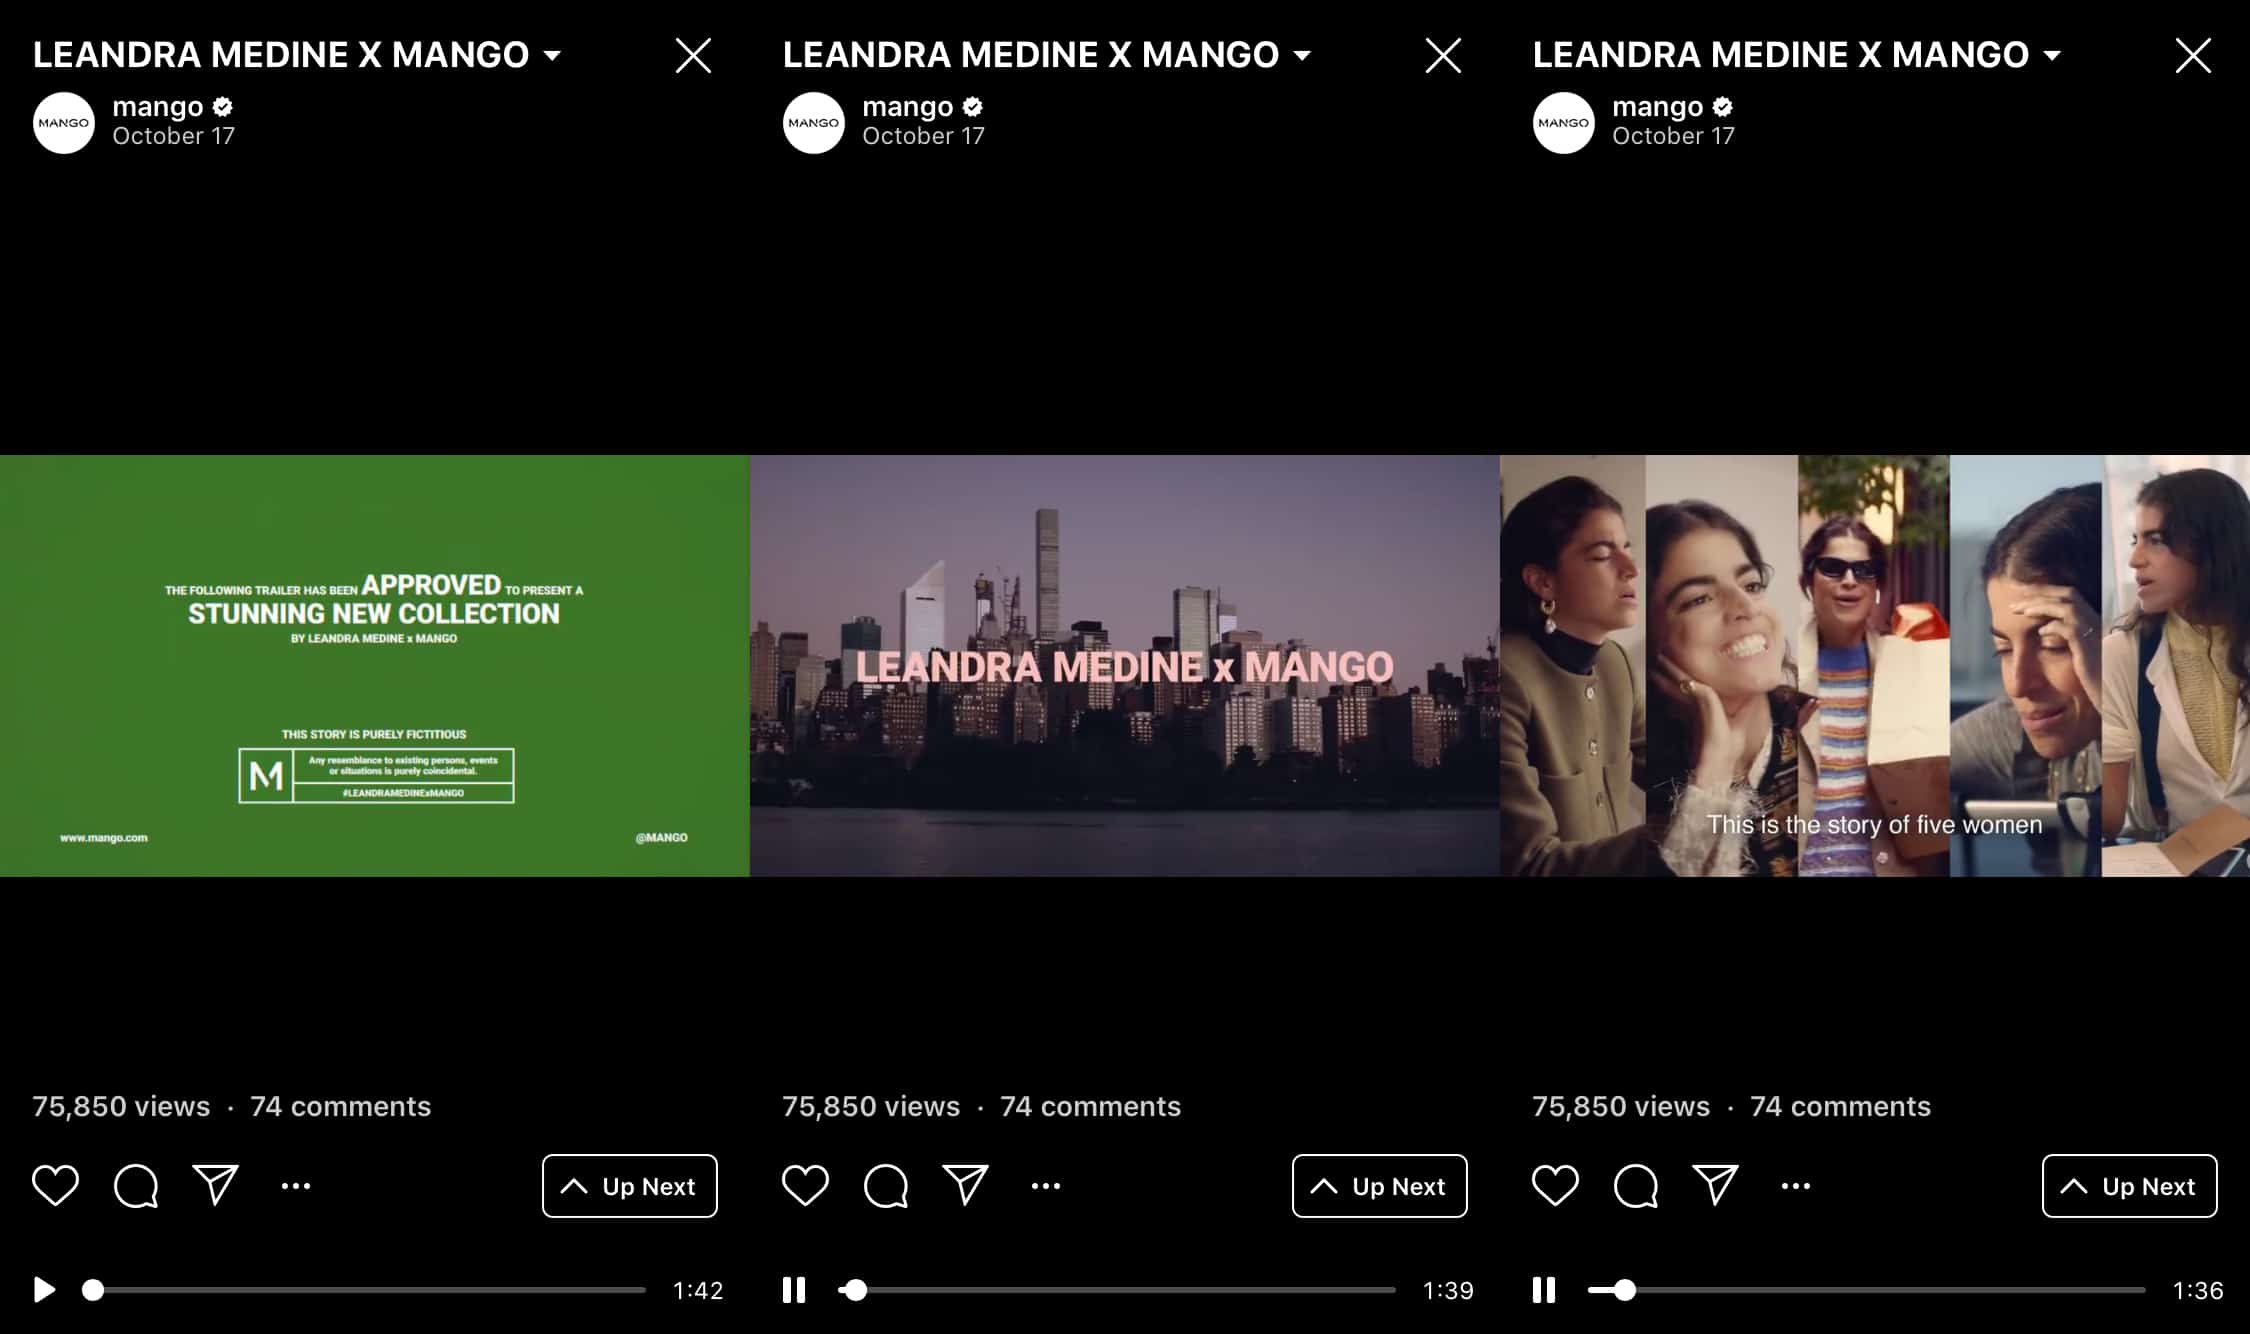 LEANDRA MEDINE X MANGO
MANGO
mango
October 17
THE FOLLOWING TRAILER HAS BEEN APPROVED TO PRESENT A
STUNNING NEW COLLECTION
BY LEANDRA MEDINE x MANGO
THIS STORY IS PURELY FICTITIOUS
M
Any resemblance to existing persons, events
or situations is purely coincidental.
#LEANDRAMEDINExMANGO
www.mango.com
@MANGO
75,850 views · 74 comments
Up Next
1:42
LEANDRA MEDINE X MANGO
MANGO
mango
October 17
LEANDRA MEDINE x MANGO
75,850 views · 74 comments
Up Next
1:39
LEANDRA MEDINE X MANGO
MANGO
mango
October 17
This is the story of five women
75,850 views · 74 comments
Up Next
1:36